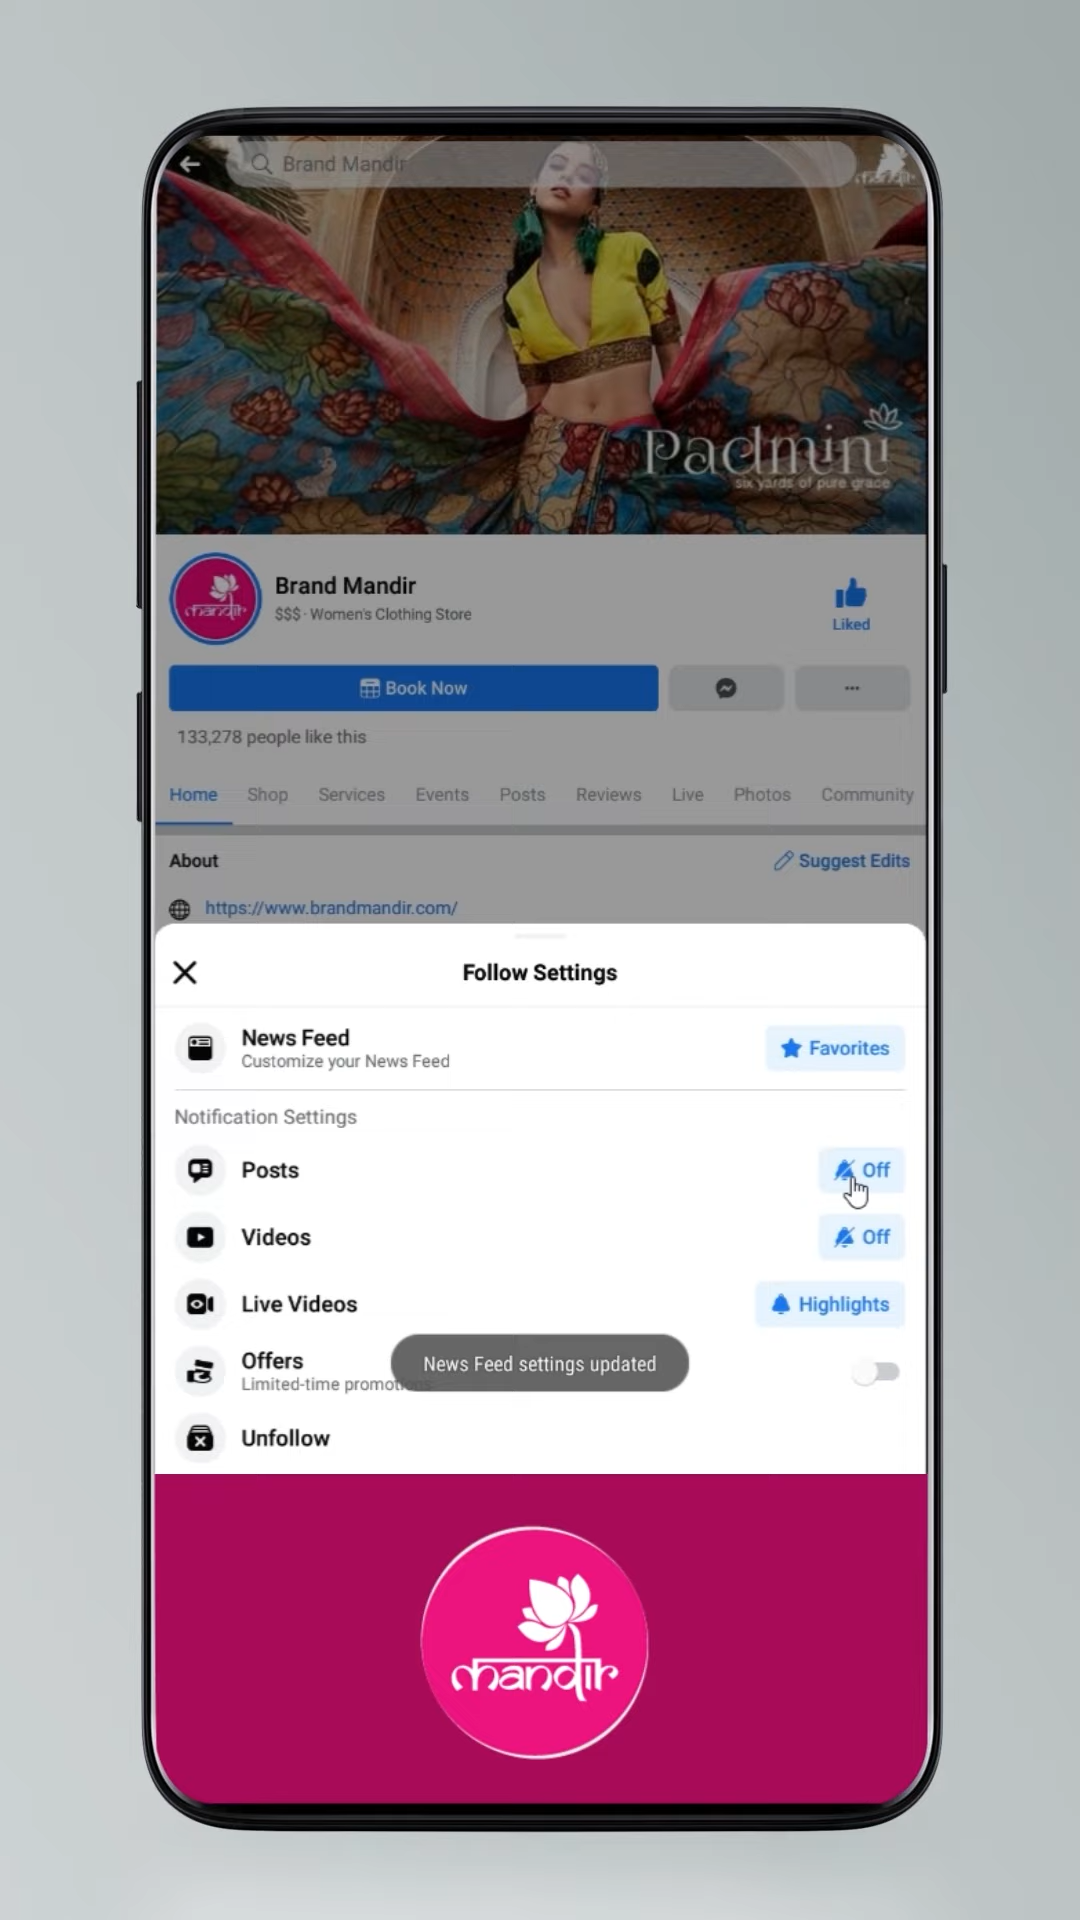 Brand Mandir
mandir
Padmini
six yards of pure grace
mandir
Brand Mandir
$$$ · Women's Clothing Store
Liked
Book Now
133,278 people like this
Home Shop Services Events Posts Reviews Live Photos Community
About
Suggest Edits
https://www.brandmandir.com/
Follow Settings
News Feed
Customize your News Feed
Favorites
Notification Settings
Posts
Off
Videos
Off
Live Videos
Highlights
Offers
Limited-time promotions
News Feed settings updated
Unfollow
mandir